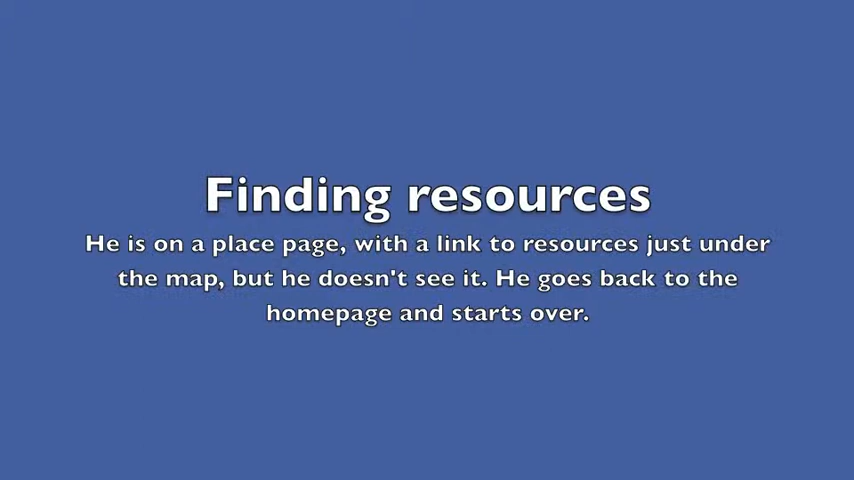 Finding resources
He is on a place page, with a link to resources just under
the map, but he doesn't see it. He goes back to the
homepage and starts over.